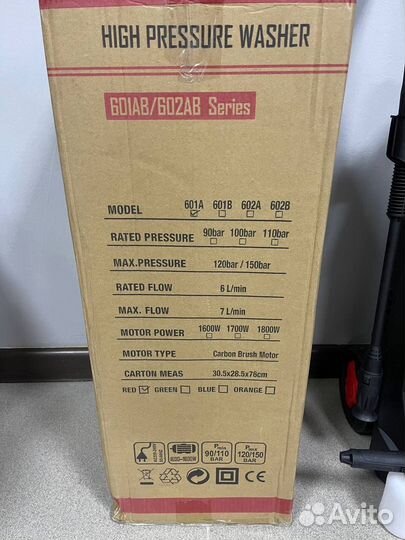 HIGH PRESSURE WASHER
601AB/602AB Series
MODEL 601A 601B 602A 602B
RATED PRESSURE 90bar 100bar 110bar
MAX.PRESSURE 120bar / 150bar
RATED FLOW 6 L/min
MAX. FLOW 7 L/min
MOTOR POWER 1600W 1700W 1800W
MOTOR TYPE Carbon Brush Motor
CARTON MEAS 30.5x28.5x78cm
RED GREEN BLUE ORANGE
1600~1800W
90/110
BAR
120/150
BAR
CE
Avito